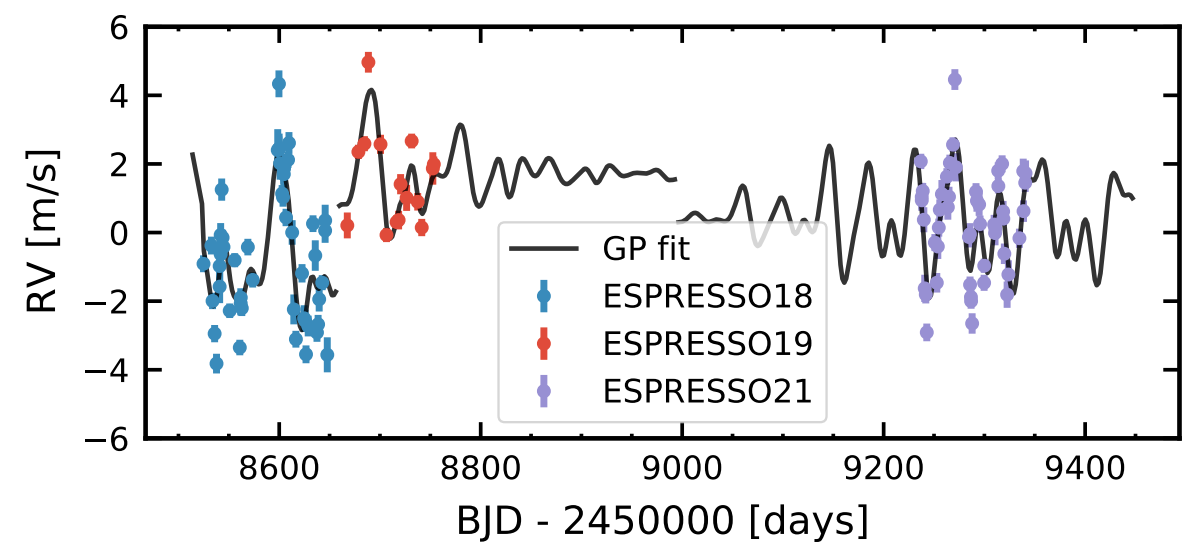 RV [m/s]
6
4
2
0
−2
−4
−6
GP fit
ESPRESSO18
ESPRESSO19
ESPRESSO21
8600 8800 9000 9200 9400
BJD - 2450000 [days]